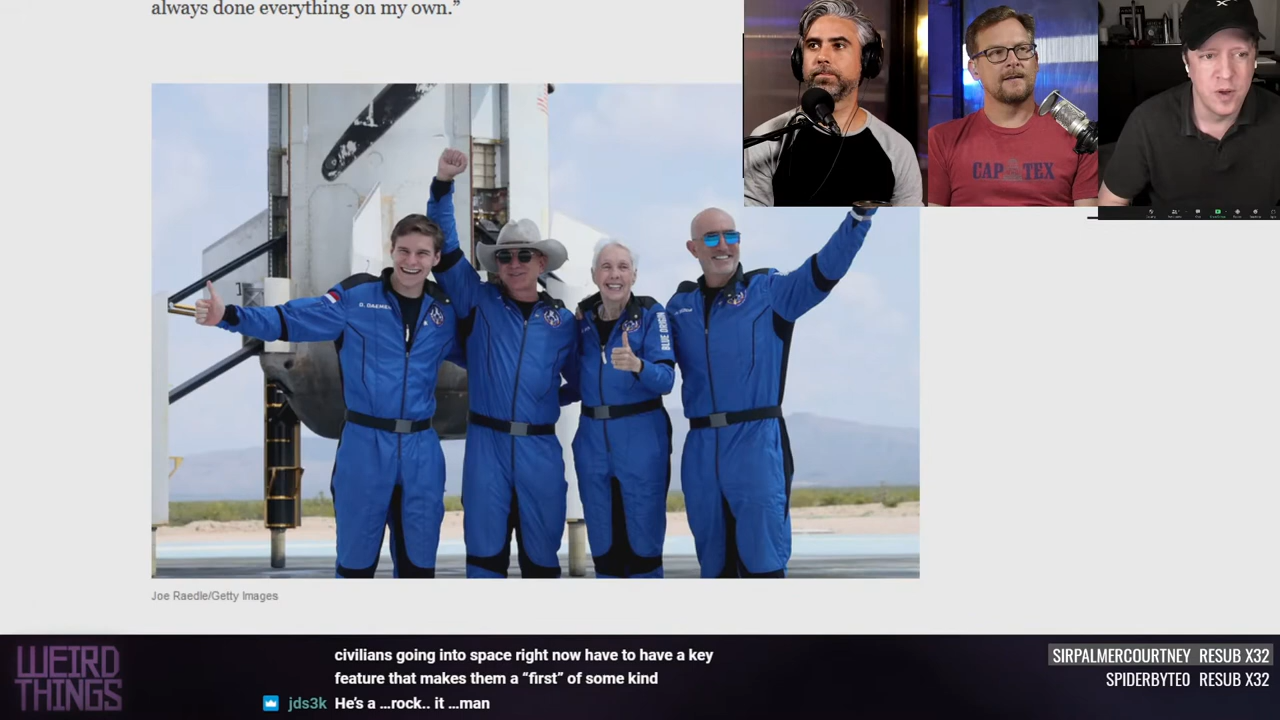 always done everything on my own.”
CAP TEX
O. DAEMEN
BLUE ORIGIN
Joe Raedle/Getty Images
WEIRD
THINGS
civilians going into space right now have to have a key
feature that makes them a “first” of some kind
jds3k He's a ...rock.. it ...man
SIRPALMERCOURTNEY RESUB X32
SPIDERBYTE0 RESUB X32